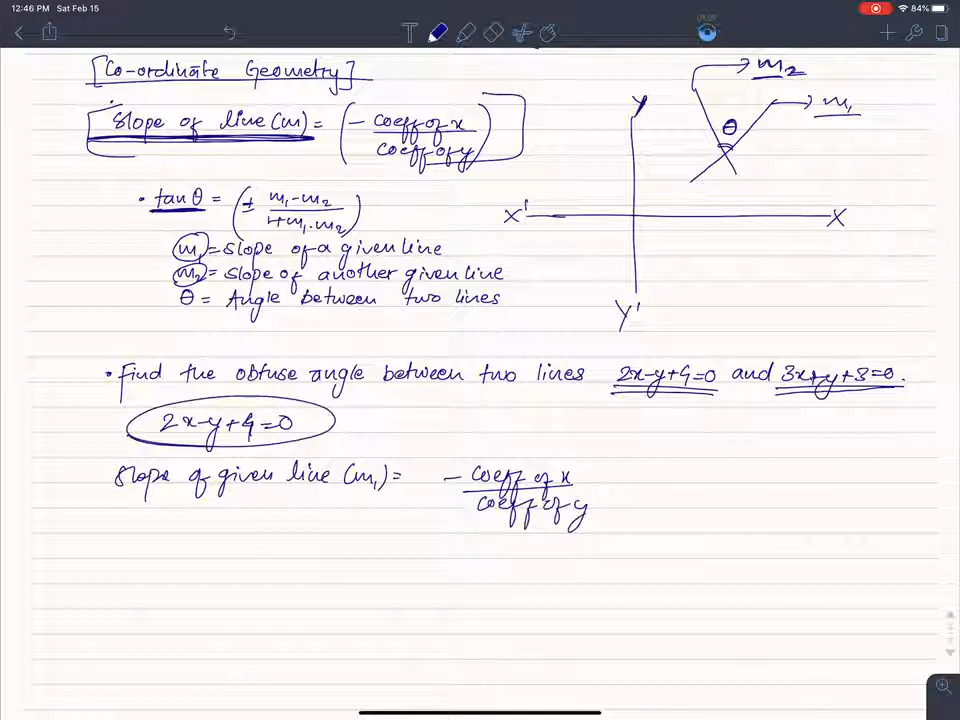 12:46 PM Sat Feb 15
84%
[Co-ordinate Geometry]
Slope of line (m) = (- coeff of x / coeff of y)
m2
m1
θ
Y
• tanθ = (± m1-m2 / 1+m1.m2)
X' X
m1 = slope of a given line
m2 = slope of another given line
θ = Angle between two lines
Y'
• Find the obtuse angle between two lines 2x-y+4=0 and 3x+y+3=0.
2x-y+4=0
Slope of given line (m1) = - coeff of x / coeff of y